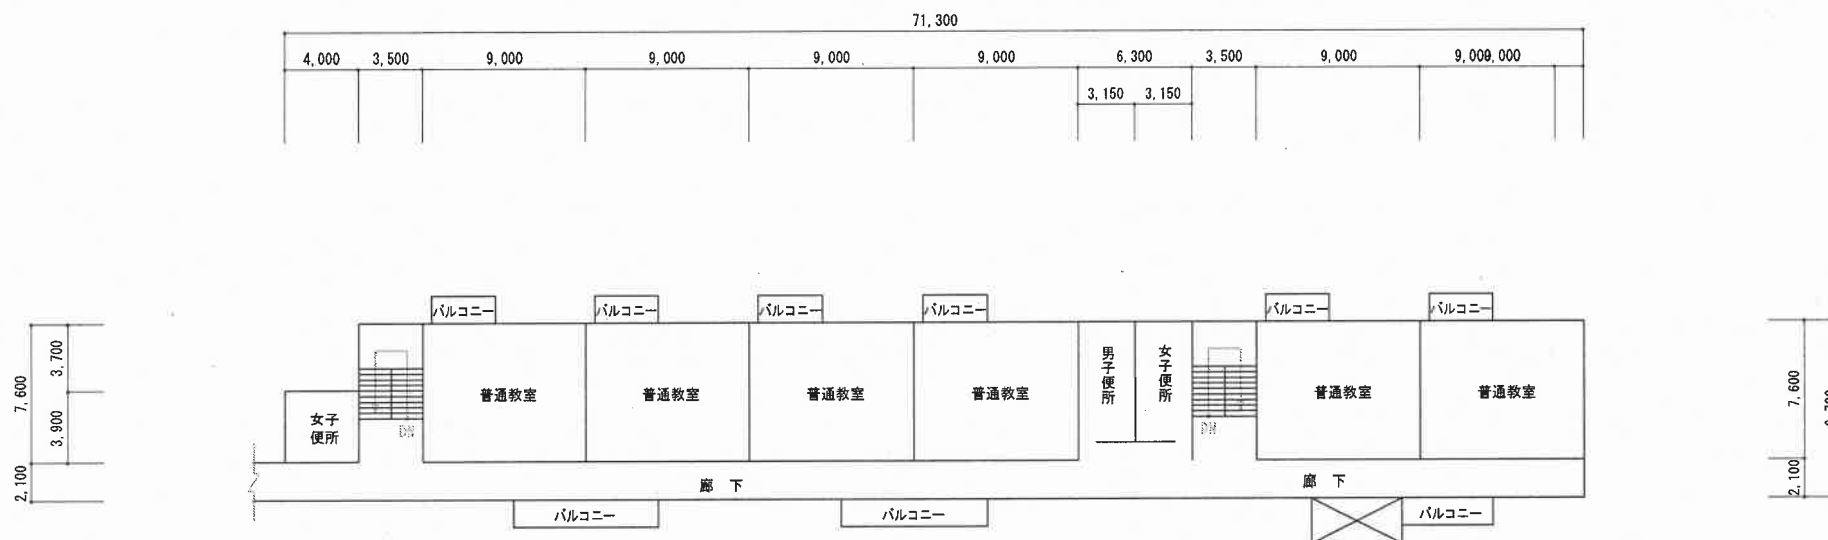 71,300
4,000 3,500 9,000 9,000 9,000 9,000 6,300 3,500 9,000 9,000
3,150 3,150
バルコニー バルコニー バルコニー バルコニー バルコニー バルコニー
7,600
3,700
3,900
2,100
女子
便所
DN
普通教室 普通教室 普通教室 普通教室
男子便所
女子便所
DN
普通教室 普通教室
7,600
2,100
廊下 廊下
バルコニー バルコニー バルコニー